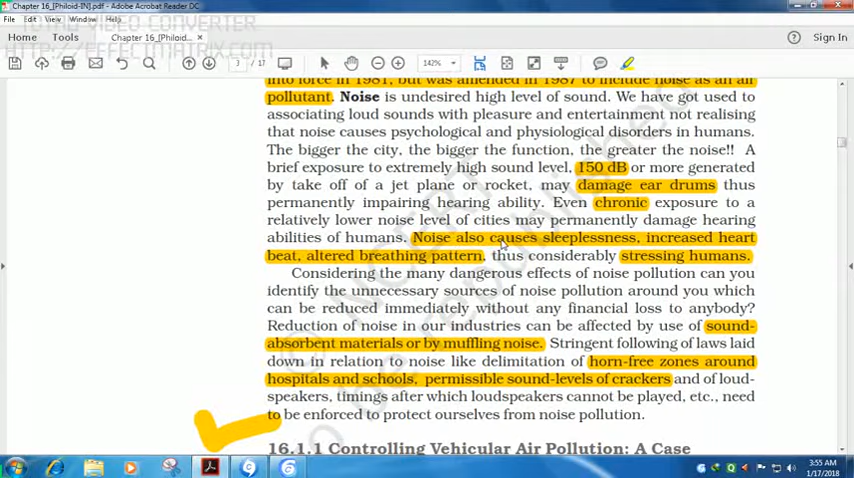 Chapter 16_[Philoid-IN].pdf - Adobe Acrobat Reader DC
File Edit View Window Help
TOTAL VIDEO CONVERTER
Home Tools Chapter 16_[Philoid... × Sign In
HTTP://EFFECTMATRIX.COM
3 / 17 142%
into force in 1981, but was amended in 1987 to include noise as an air
pollutant. Noise is undesired high level of sound. We have got used to
associating loud sounds with pleasure and entertainment not realising
that noise causes psychological and physiological disorders in humans.
The bigger the city, the bigger the function, the greater the noise!! A
brief exposure to extremely high sound level, 150 dB or more generated
by take off of a jet plane or rocket, may damage ear drums thus
permanently impairing hearing ability. Even chronic exposure to a
relatively lower noise level of cities may permanently damage hearing
abilities of humans. Noise also causes sleeplessness, increased heart
beat, altered breathing pattern, thus considerably stressing humans.
Considering the many dangerous effects of noise pollution can you
identify the unnecessary sources of noise pollution around you which
can be reduced immediately without any financial loss to anybody?
Reduction of noise in our industries can be affected by use of sound-
absorbent materials or by muffling noise. Stringent following of laws laid
down in relation to noise like delimitation of horn-free zones around
hospitals and schools, permissible sound-levels of crackers and of loud-
speakers, timings after which loudspeakers cannot be played, etc., need
to be enforced to protect ourselves from noise pollution.
16.1.1 Controlling Vehicular Air Pollution: A Case
© NCERT
to be republished
3:55 AM
1/17/2018